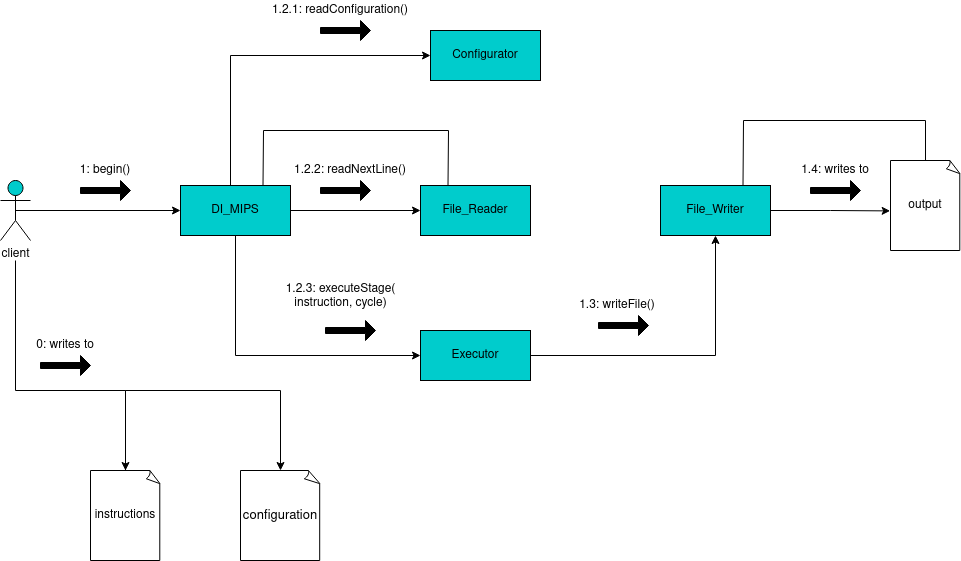 1.2.1: readConfiguration()
Configurator
1: begin()
1.2.2: readNextLine()
1.4: writes to
DI_MIPS
File_Reader
File_Writer
output
client
1.2.3: executeStage(
instruction, cycle)
1.3: writeFile()
0: writes to
Executor
instructions
configuration